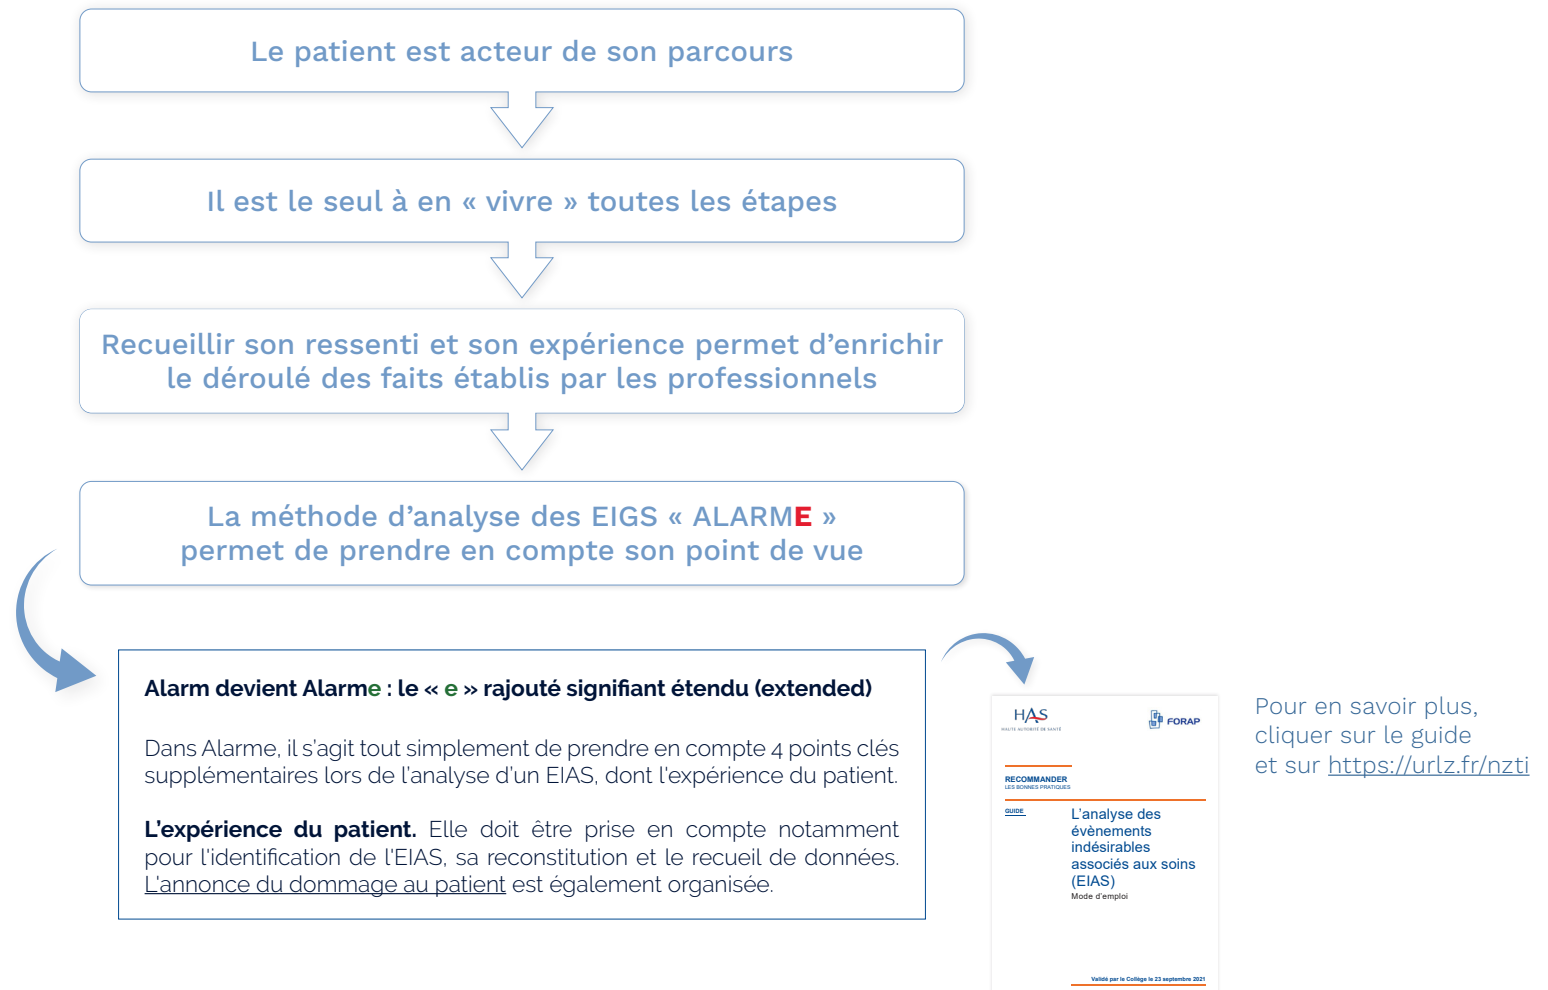 Le patient est acteur de son parcours
Il est le seul à en « vivre » toutes les étapes
Recueillir son ressenti et son expérience permet d’enrichir
le déroulé des faits établis par les professionnels
La méthode d’analyse des EIGS « ALARME »
permet de prendre en compte son point de vue
Alarm devient Alarme : le « e » rajouté signifiant étendu (extended)
Dans Alarme, il s’agit tout simplement de prendre en compte 4 points clés
supplémentaires lors de l’analyse d’un EIAS, dont l'expérience du patient.
L’expérience du patient. Elle doit être prise en compte notamment
pour l'identification de l'EIAS, sa reconstitution et le recueil de données.
L'annonce du dommage au patient est également organisée.
HAS
HAUTE AUTORITÉ DE SANTÉ
FORAP
RECOMMANDER
LES BONNES PRATIQUES
GUIDE
L’analyse des
évènements
indésirables
associés aux soins
(EIAS)
Mode d’emploi
Validé par le Collège le 23 septembre 2021
Pour en savoir plus,
cliquer sur le guide
et sur https://urlz.fr/nzti